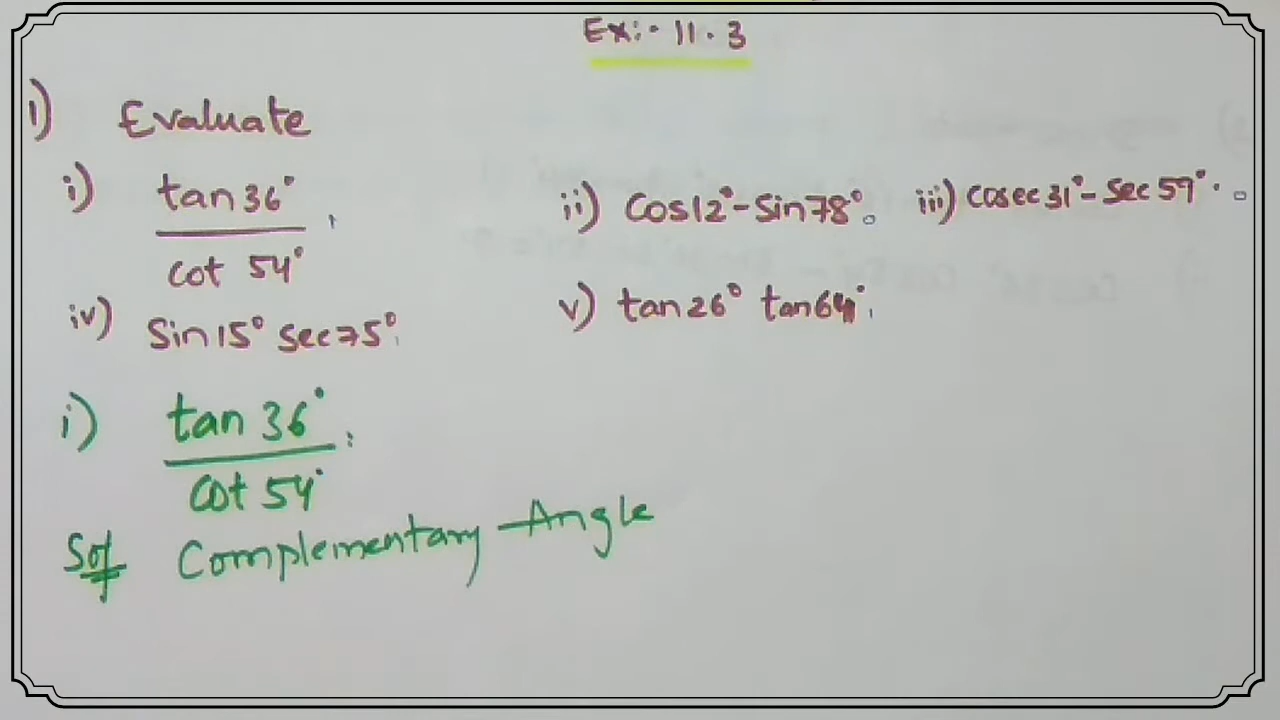 Ex:- 11.3
1) Evaluate
i) tan 36° / cot 54° , ii) Cos12° - Sin78°. iii) cosec 31° - Sec 59°.
iv) Sin 15° Sec 75°. v) tan 26° tan 64°.
i) tan 36° / cot 54° :
Sol Complementary Angle